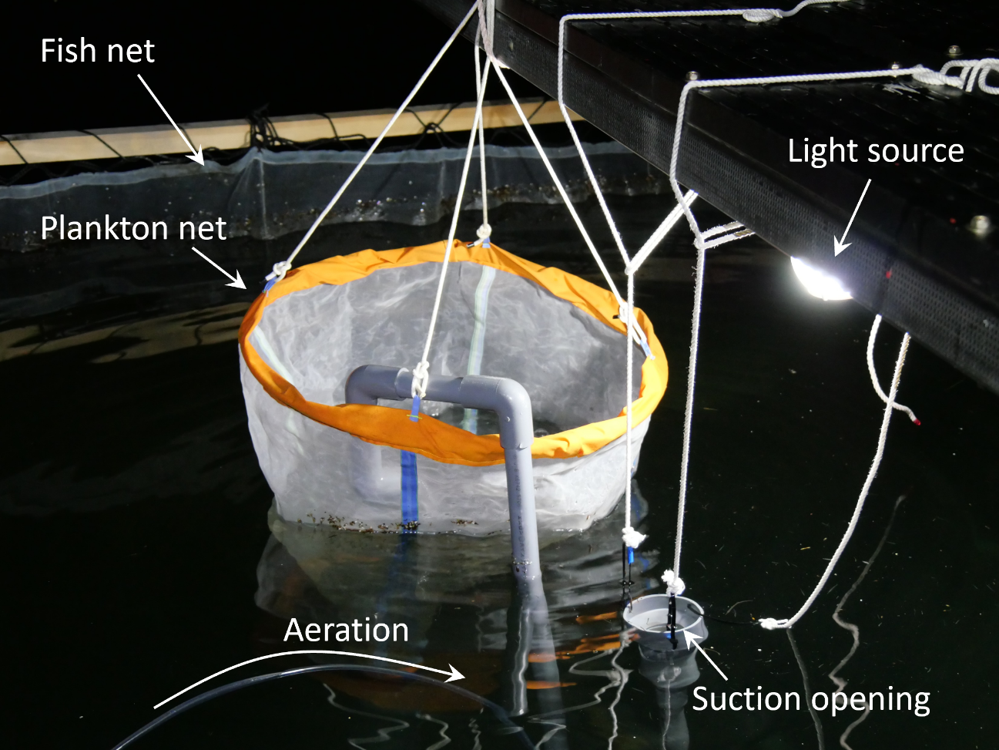 Fish net
Light source
Plankton net
Aeration
Suction opening